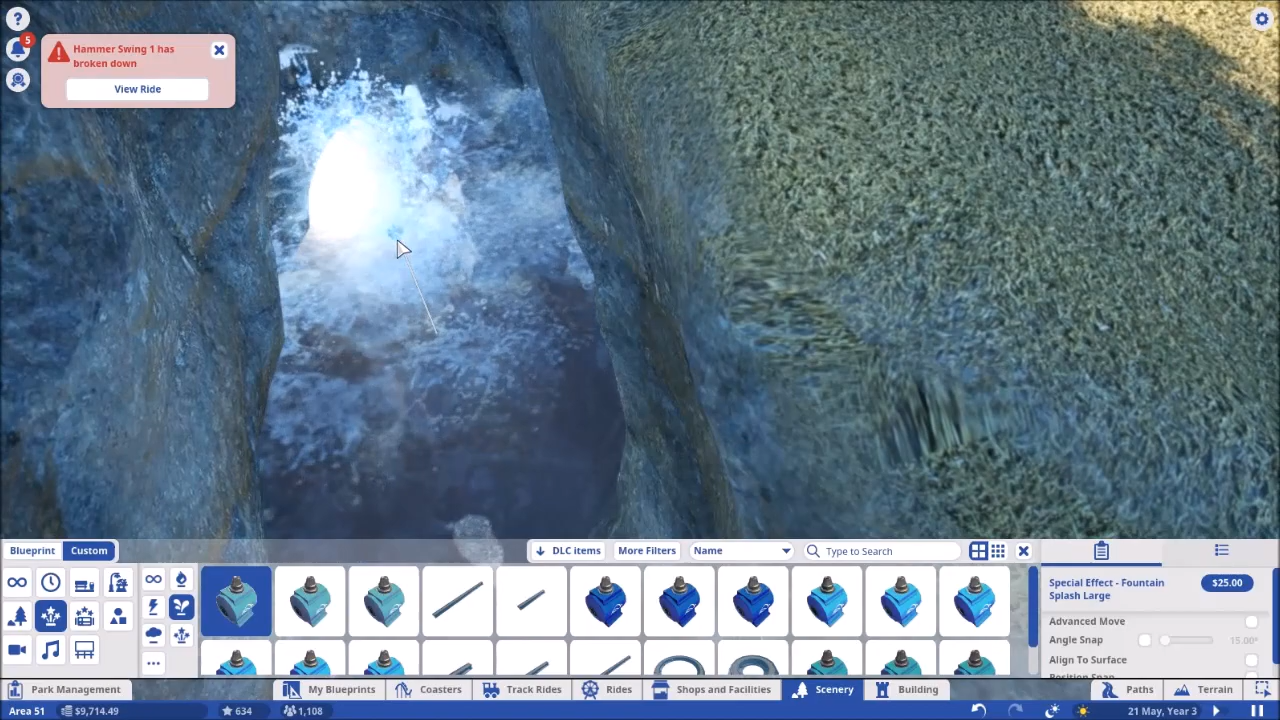 ?
5
Hammer Swing 1 has
broken down
View Ride
Blueprint
Custom
DLC items
More Filters
Name
Type to Search
Special Effect - Fountain
Splash Large
$25.00
Advanced Move
Angle Snap
15.00°
Align To Surface
Park Management
My Blueprints
Coasters
Track Rides
Rides
Shops and Facilities
Scenery
Building
Paths
Terrain
Area 51
$9,714.49
634
1,108
21 May, Year 3